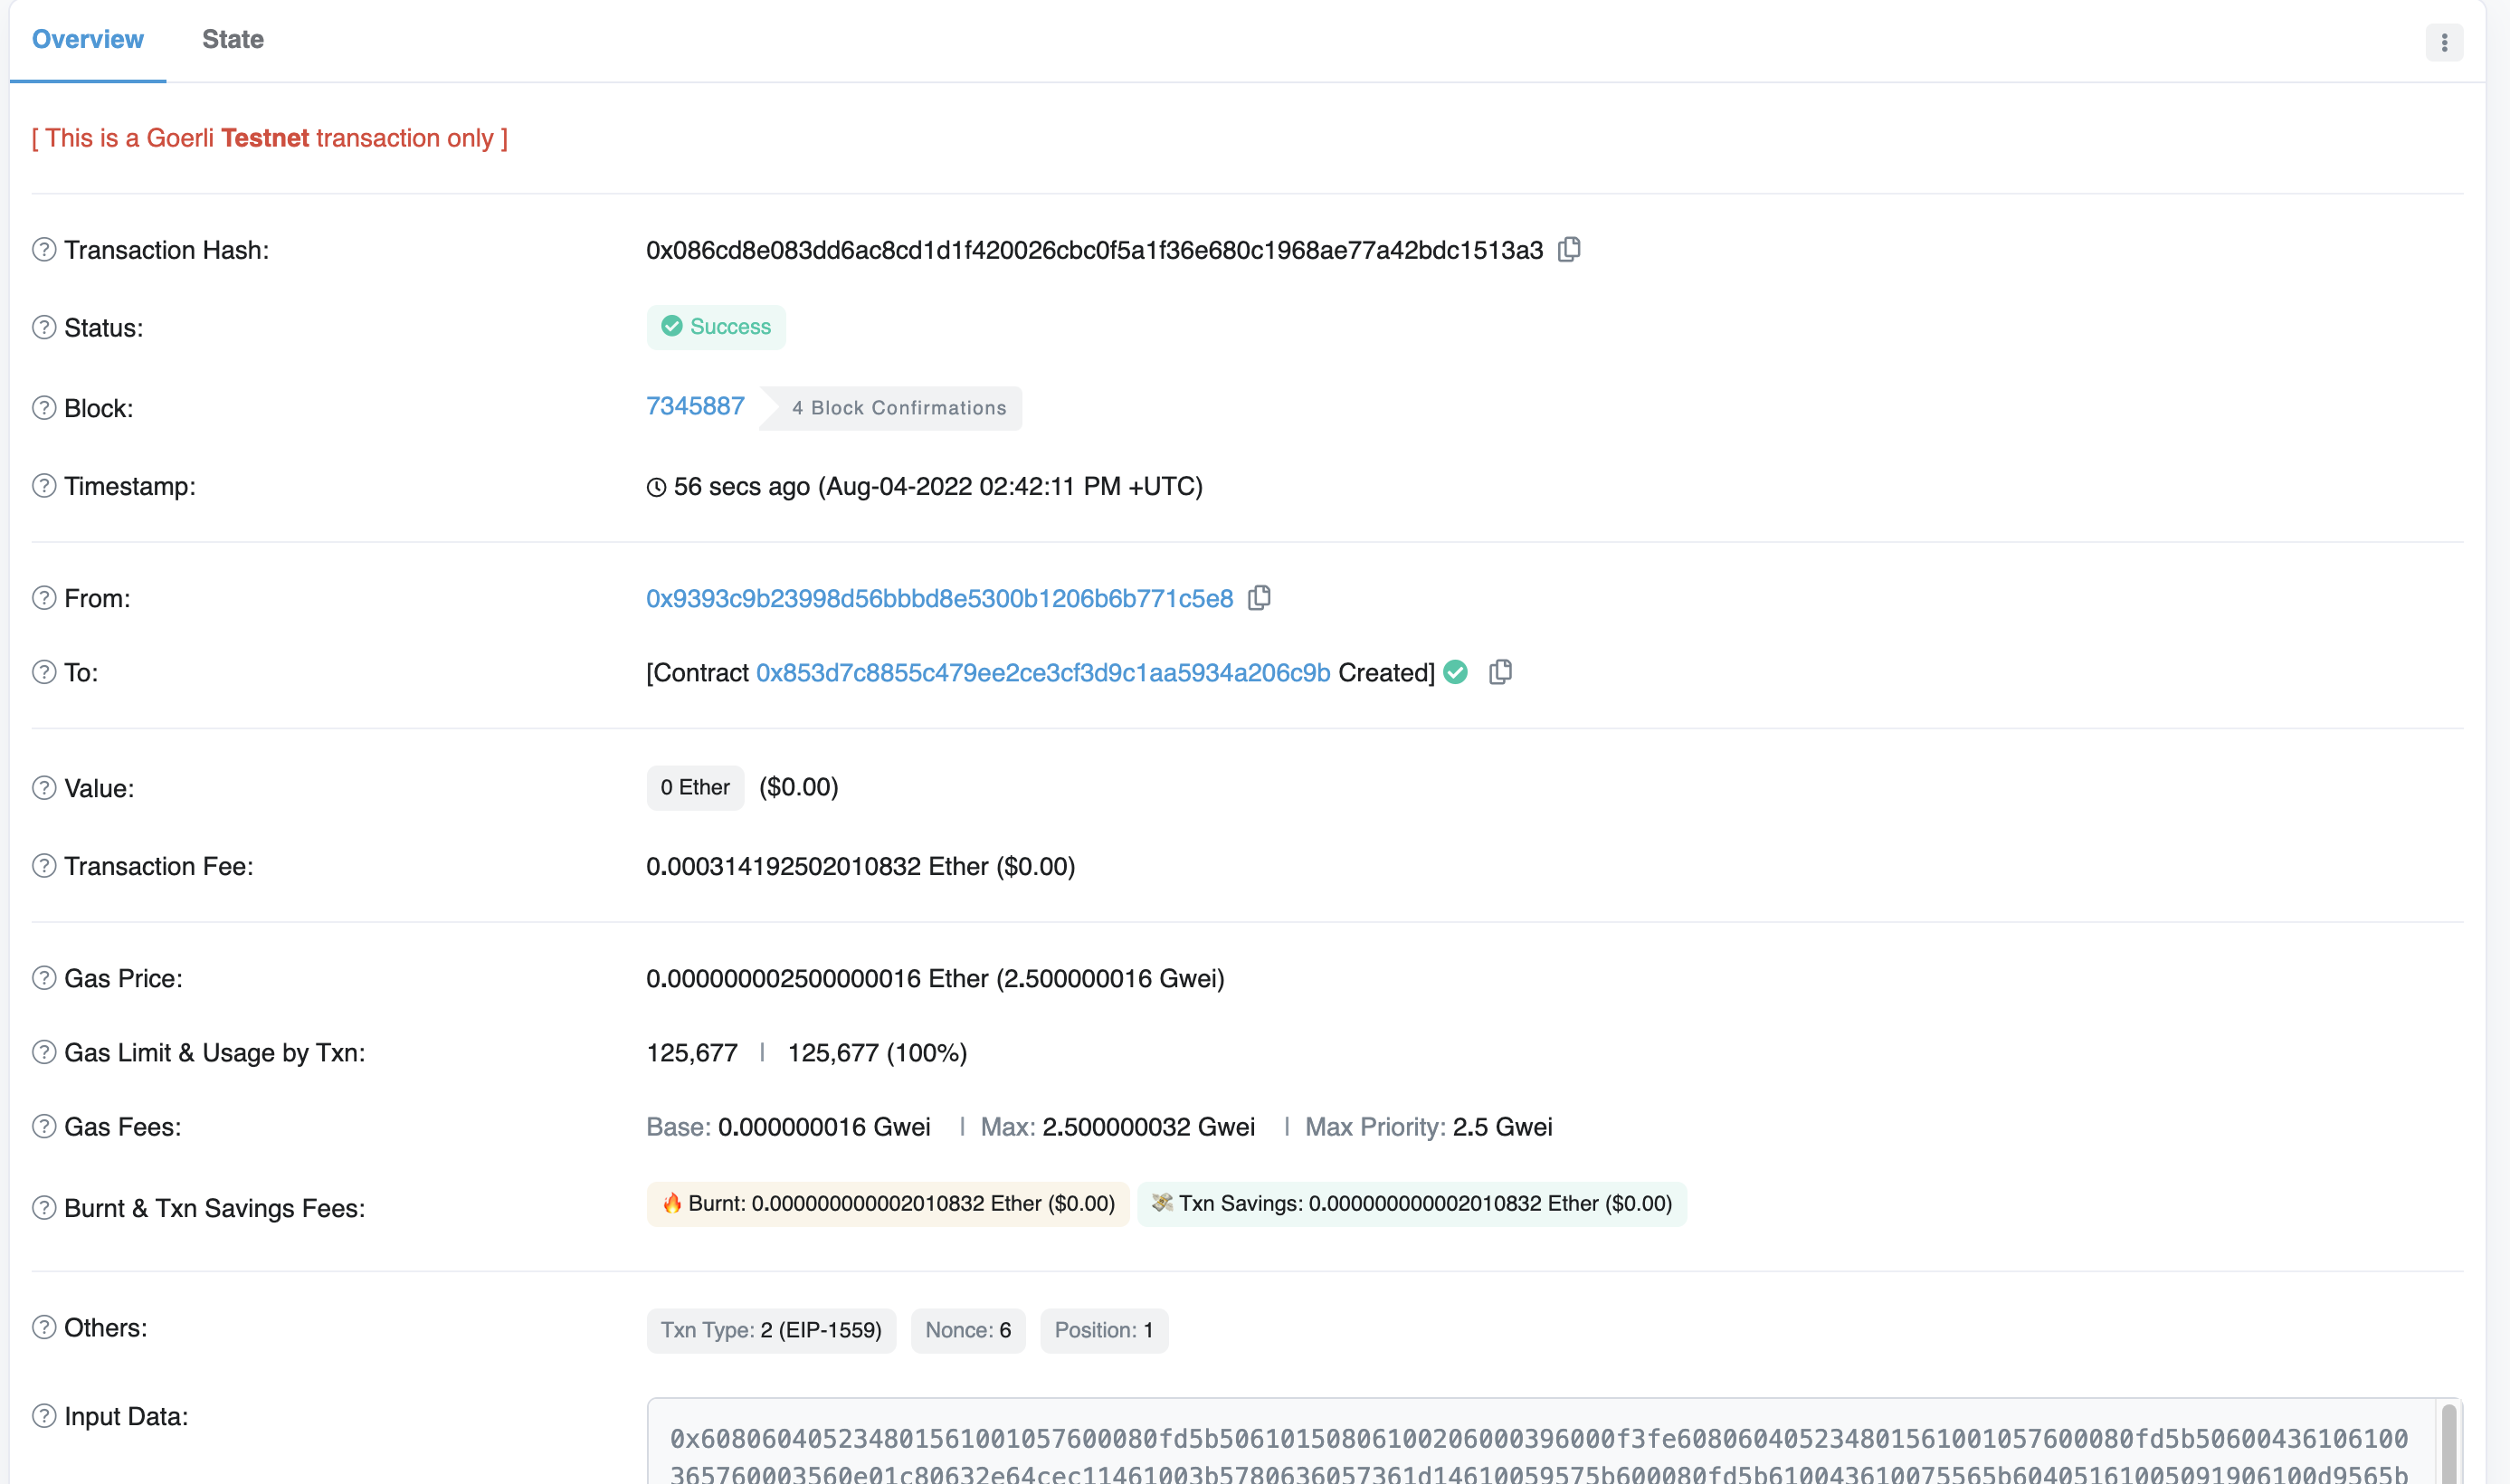 Overview State
[ This is a Goerli Testnet transaction only ]
Transaction Hash: 0x086cd8e083dd6ac8cd1d1f420026cbc0f5a1f36e680c1968ae77a42bdc1513a3
Status: Success
Block: 7345887 4 Block Confirmations
Timestamp: 56 secs ago (Aug-04-2022 02:42:11 PM +UTC)
From: 0x9393c9b23998d56bbbd8e5300b1206b6b771c5e8
To: [Contract 0x853d7c8855c479ee2ce3cf3d9c1aa5934a206c9b Created]
Value: 0 Ether ($0.00)
Transaction Fee: 0.000314192502010832 Ether ($0.00)
Gas Price: 0.000000002500000016 Ether (2.500000016 Gwei)
Gas Limit & Usage by Txn: 125,677 | 125,677 (100%)
Gas Fees: Base: 0.000000016 Gwei | Max: 2.500000032 Gwei | Max Priority: 2.5 Gwei
Burnt & Txn Savings Fees: 🔥 Burnt: 0.000000000002010832 Ether ($0.00) 💸 Txn Savings: 0.000000000002010832 Ether ($0.00)
Others: Txn Type: 2 (EIP-1559) Nonce: 6 Position: 1
Input Data:
0x608060405234801561001057600080fd5b50610150806100206000396000f3fe608060405234801561001057600080fd5b50600436106100
365760003560e01c80632e64cec11461003b5780636057361d14610059575b600080fd5b610043610075565b60405161005091906100d9565b